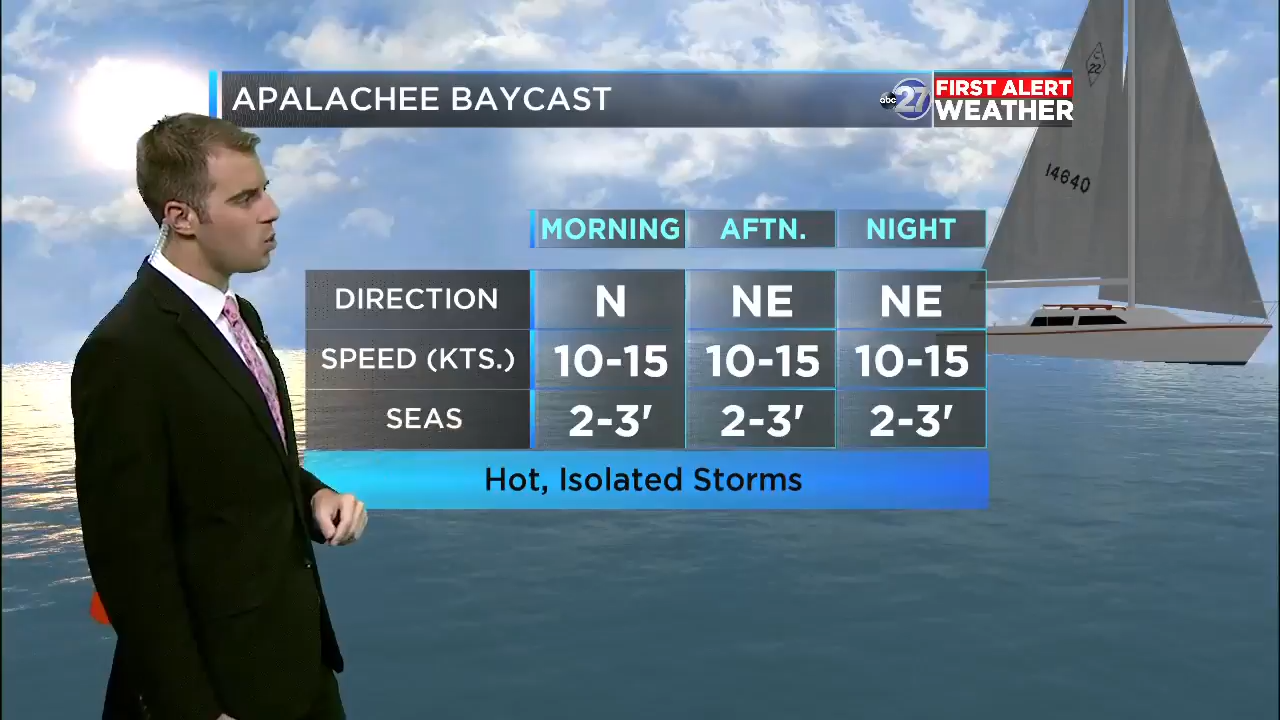 APALACHEE BAYCAST
abc 27
FIRST ALERT
WEATHER
22
14640
MORNING AFTN. NIGHT
DIRECTION N NE NE
SPEED (KTS.) 10-15 10-15 10-15
SEAS 2-3' 2-3' 2-3'
Hot, Isolated Storms